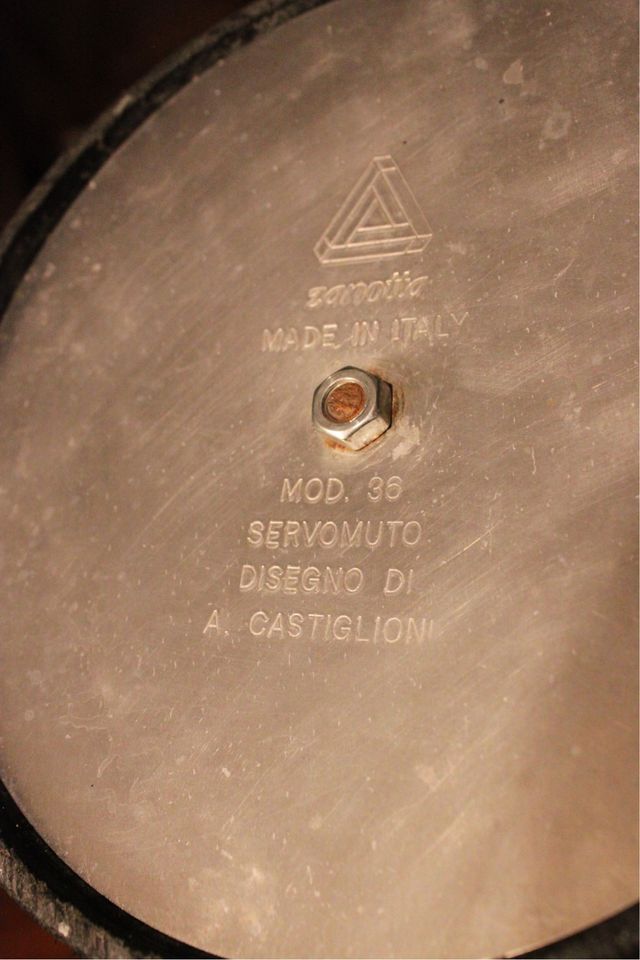 zanotta
MADE IN ITALY
MOD. 36
SERVOMUTO
DISEGNO DI
A. CASTIGLIONI